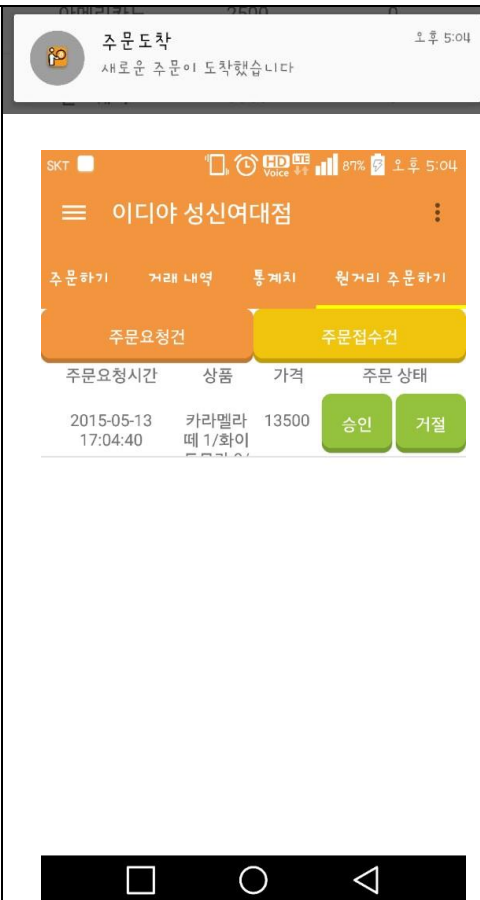 2500
주문도착
오후 5:04
새로운 주문이 도착했습니다
SKT HD Voice LTE 87% 오후 5:04
이디야 성신여대점
주문하기 거래 내역 통계치 원거리 주문하기
주문요청건 주문접수건
주문요청시간 상품 가격 주문 상태
2015-05-13 카라멜라 13500 승인 거절
17:04:40 떼 1/화이